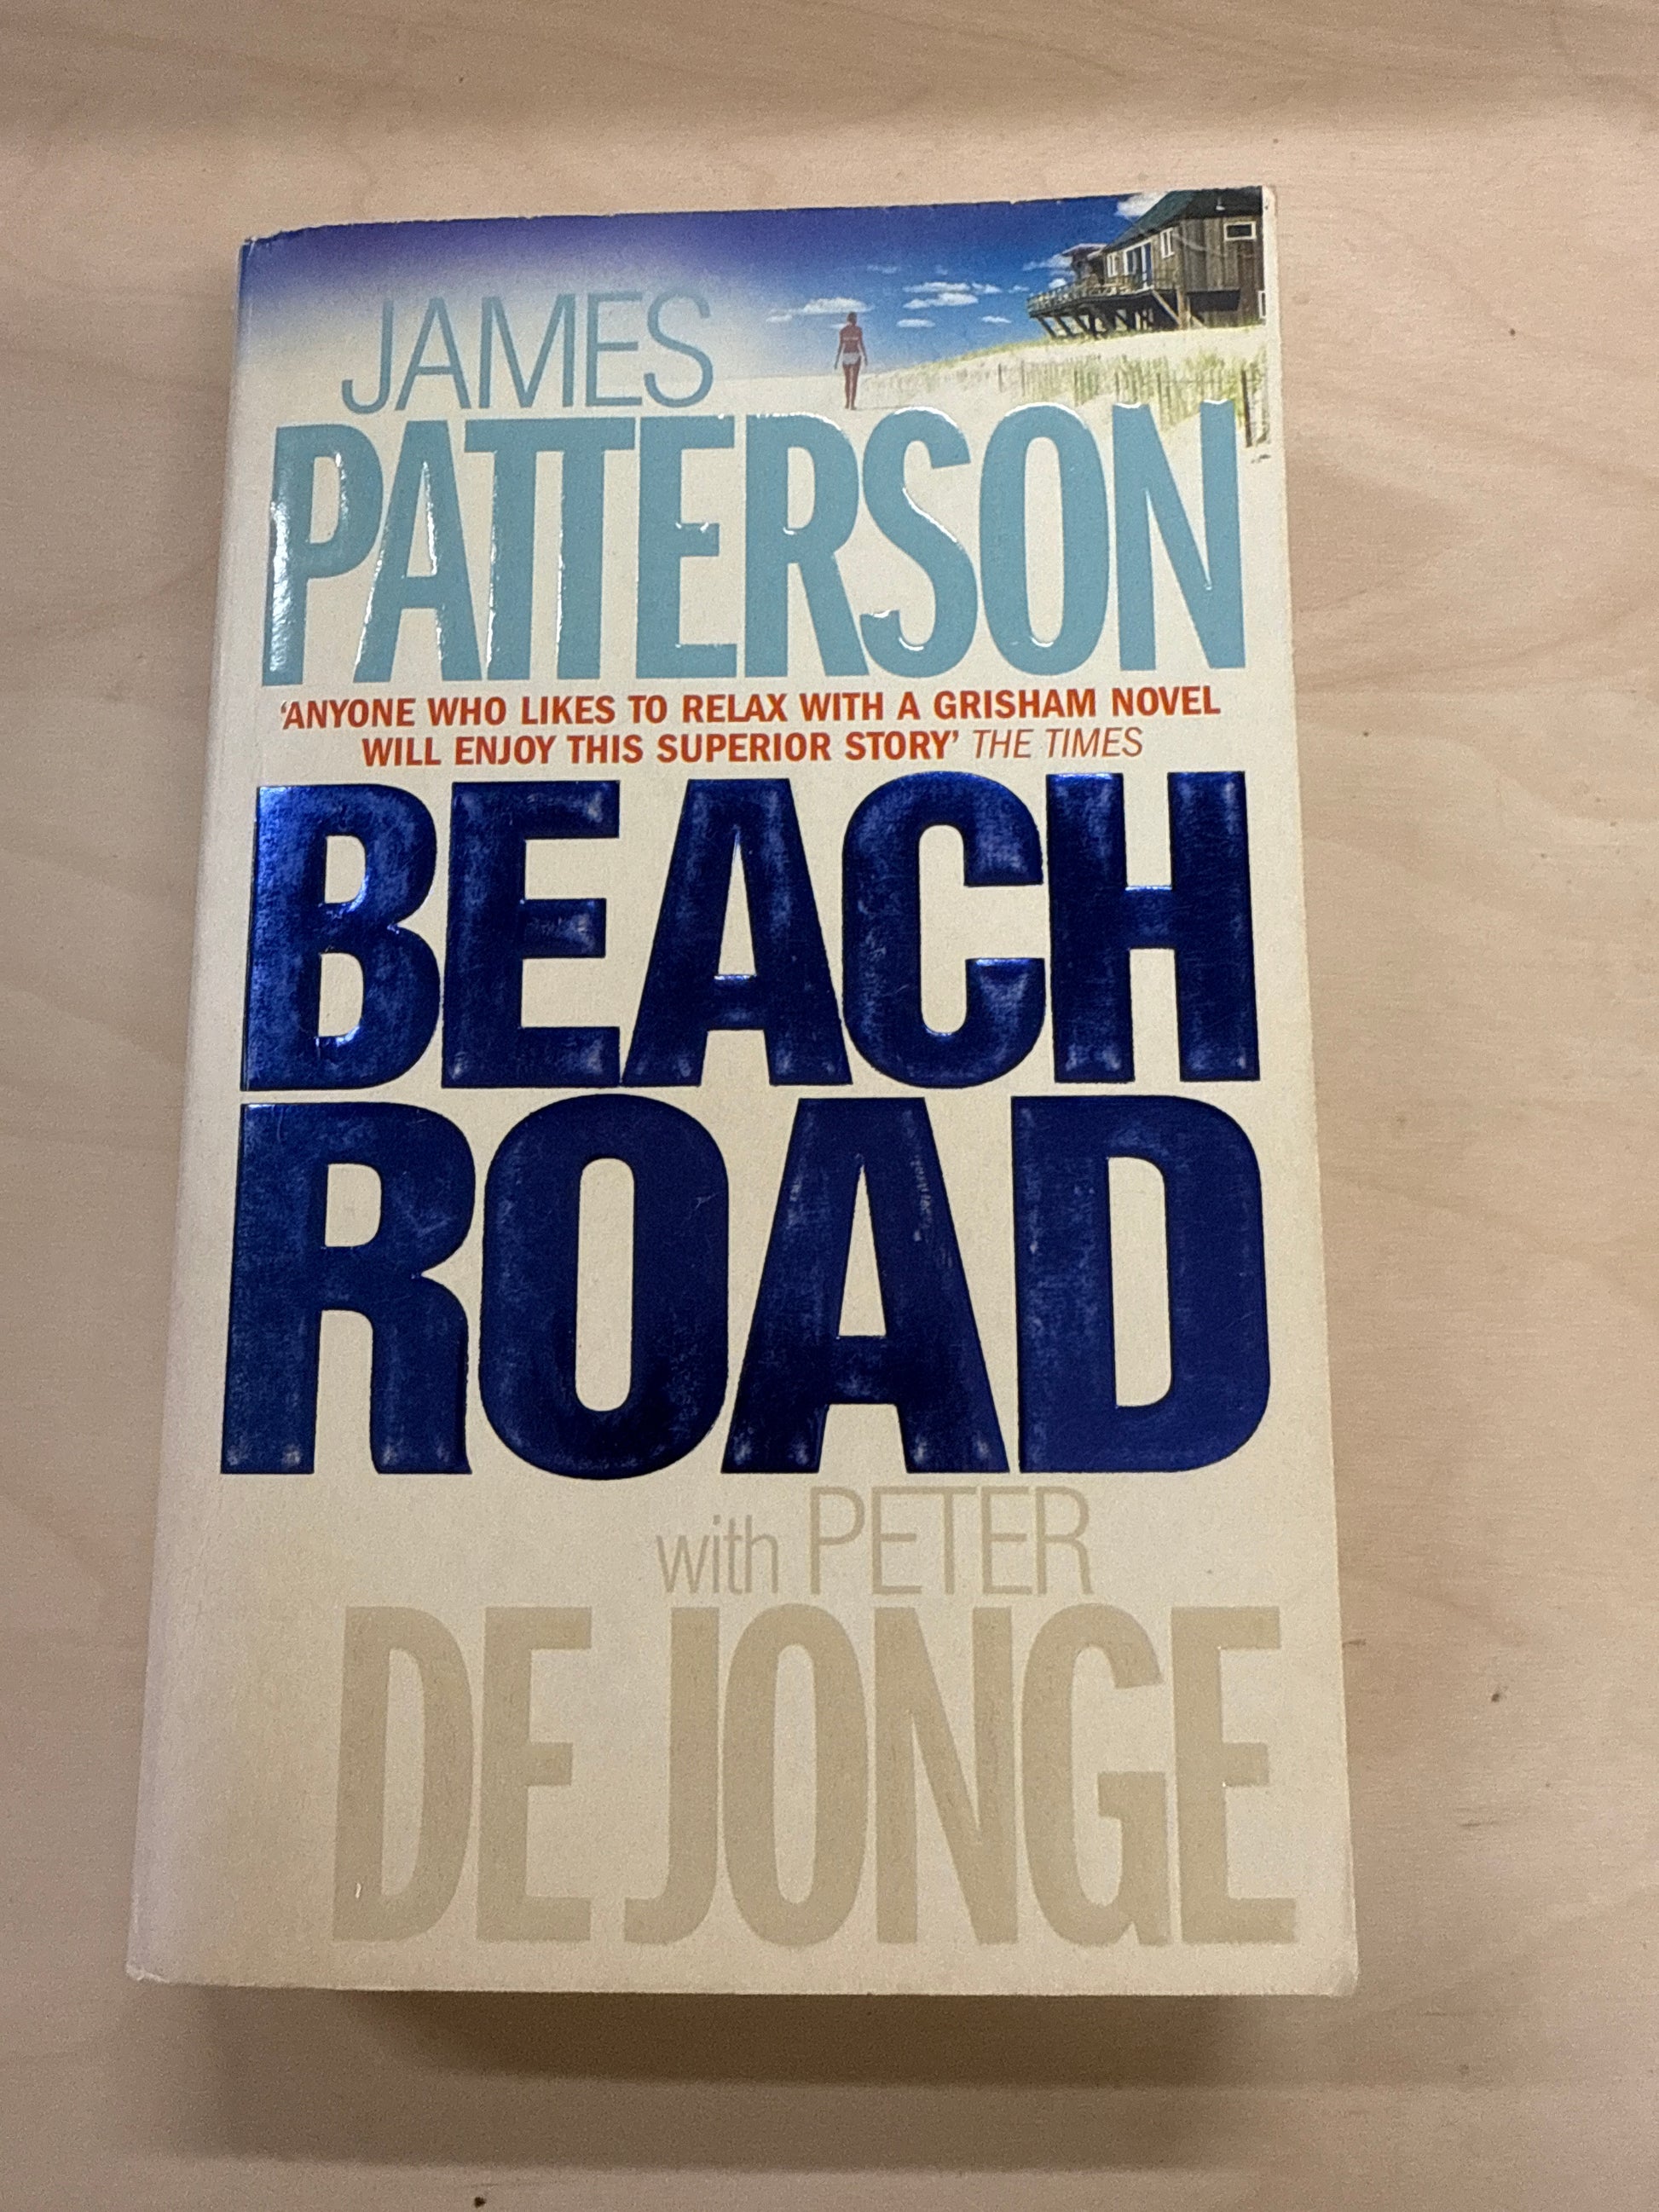 JAMES
PATTERSON
‘ANYONE WHO LIKES TO RELAX WITH A GRISHAM NOVEL
WILL ENJOY THIS SUPERIOR STORY’ THE TIMES
BEACH
ROAD
with PETER
DE JONGE